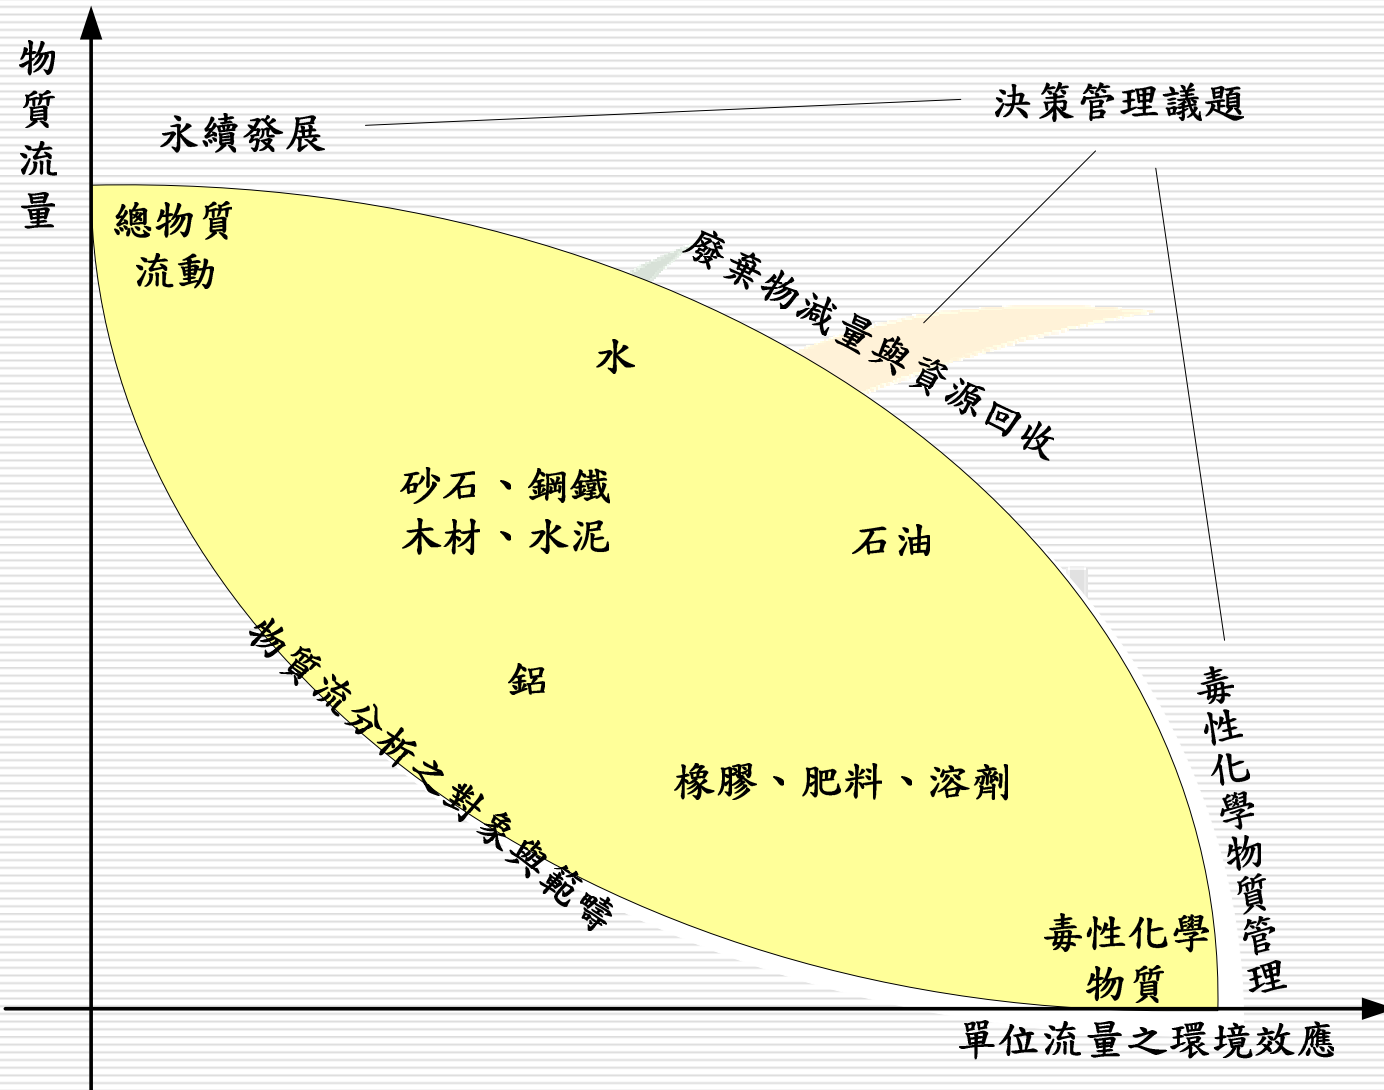 物質流量
永續發展
決策管理議題
總物質
流動
廢棄物減量與資源回收
水
砂石、鋼鐵
木材、水泥
石油
物質流分析之對象與範疇
鋁
橡膠、肥料、溶劑
毒性化學物質管理
毒性化學
物質
單位流量之環境效應